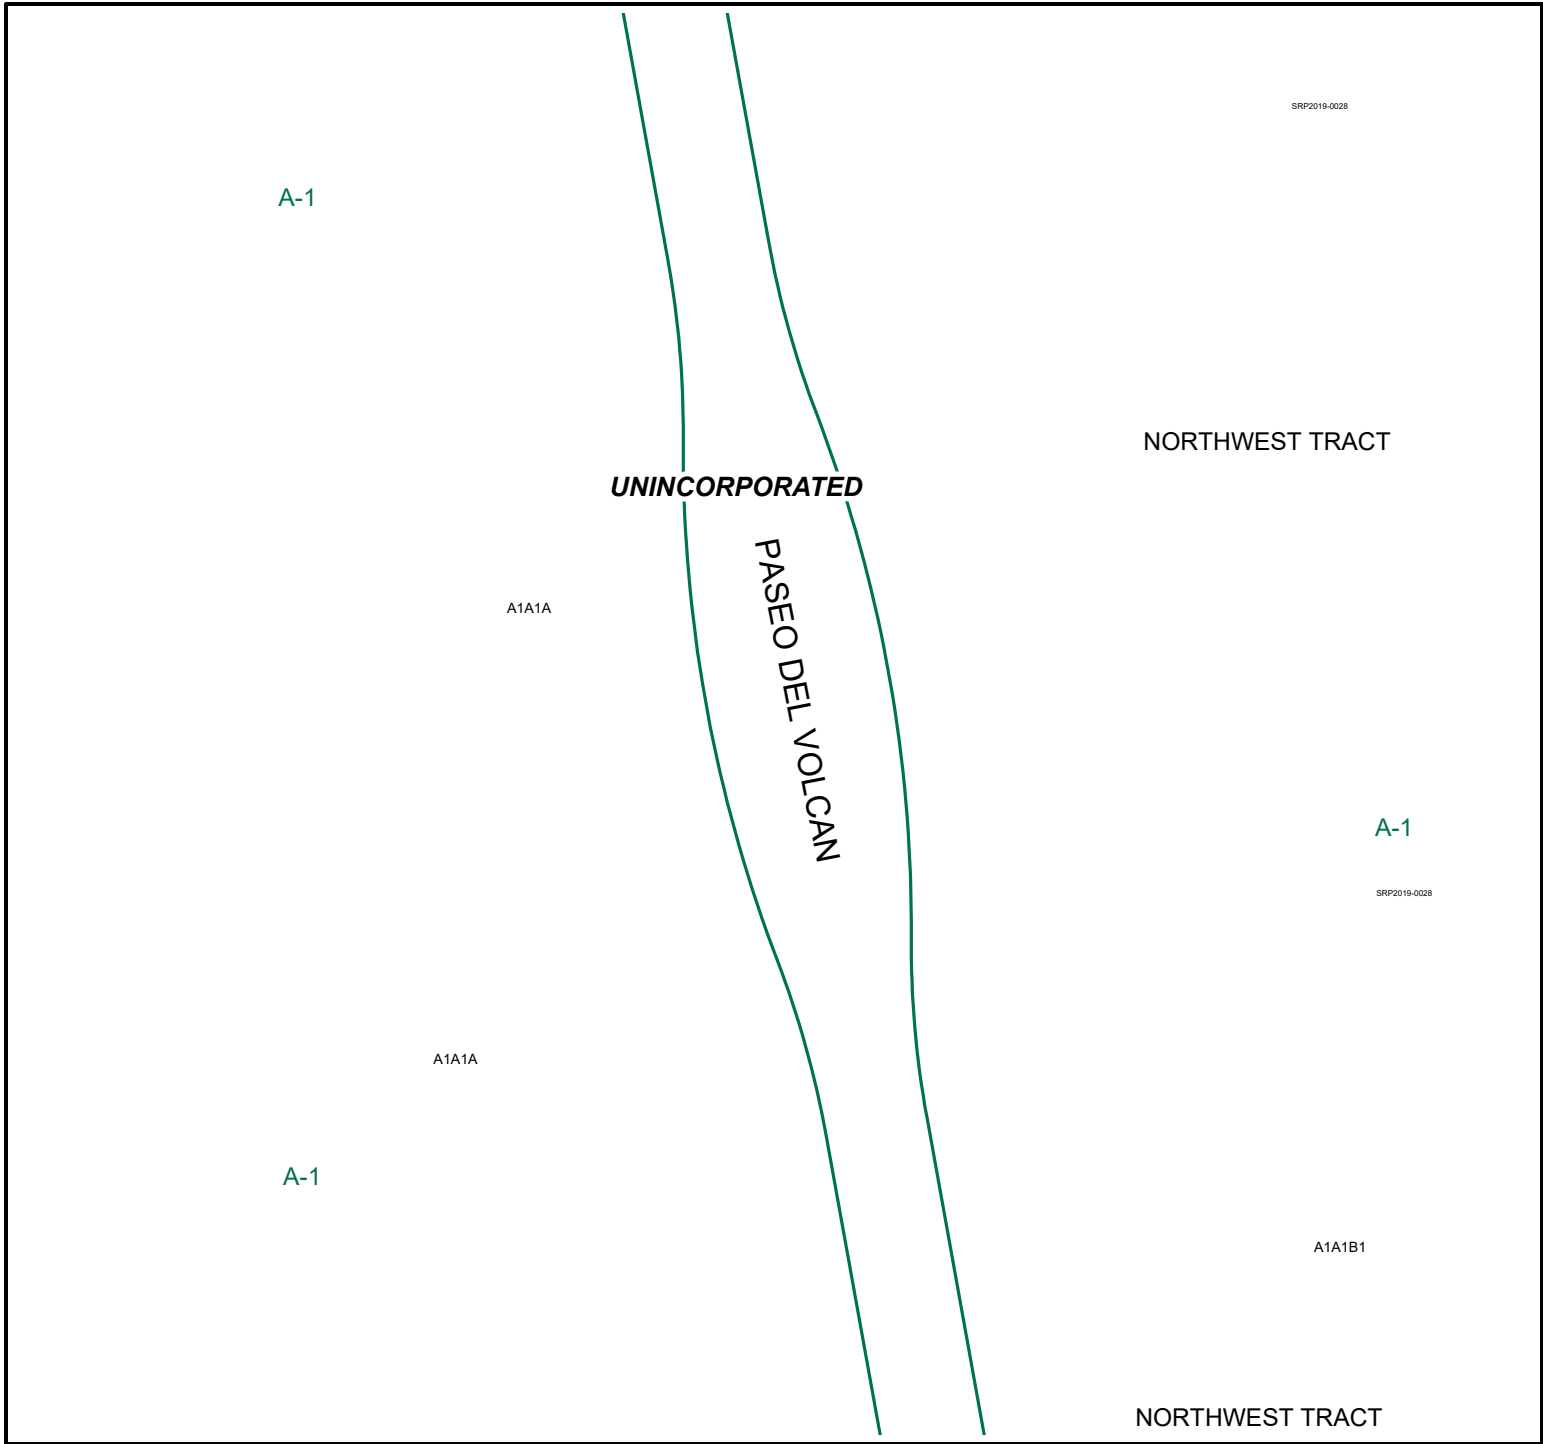 SRP2019-0028
A-1
NORTHWEST TRACT
UNINCORPORATED
PASEO DEL VOLCAN
A1A1A
A-1
SRP2019-0028
A1A1A
A-1
A1A1B1
NORTHWEST TRACT